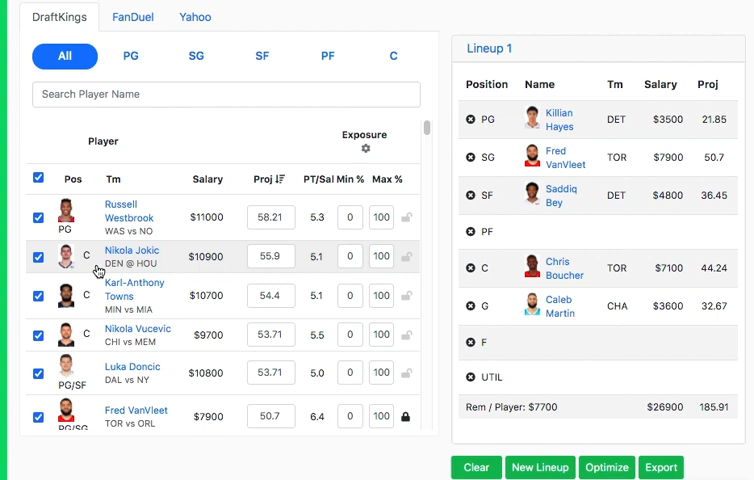 DraftKings FanDuel Yahoo
All PG SG SF PF C
Search Player Name
Player Exposure
Pos Tm Salary Proj PT/Sal Min % Max %
Russell
Westbrook
WAS vs NO
PG $11000 58.21 5.3 0 100
Nikola Jokic
DEN @ HOU
C $10900 55.9 5.1 0 100
Karl-Anthony
Towns
MIN vs MIA
C $10700 54.4 5.1 0 100
Nikola Vucevic
CHI vs MEM
C $9700 53.71 5.5 0 100
Luka Doncic
DAL vs NY
PG/SF $10800 53.71 5.0 0 100
Fred VanVleet
TOR vs ORL
PG/SG $7900 50.7 6.4 0 100
Lineup 1
Position Name Tm Salary Proj
PG Killian
Hayes DET $3500 21.85
SG Fred
VanVleet TOR $7900 50.7
SF Saddiq
Bey DET $4800 36.45
PF
C Chris
Boucher TOR $7100 44.24
G Caleb
Martin CHA $3600 32.67
F
UTIL
Rem / Player: $7700 $26900 185.91
Clear New Lineup Optimize Export